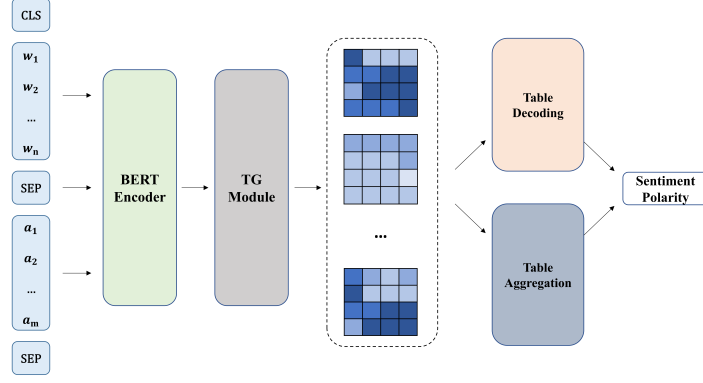 CLS
w₁
w₂
...
wₙ
SEP
a₁
a₂
...
aₘ
SEP
BERT
Encoder
TG
Module
...
Table
Decoding
Table
Aggregation
Sentiment
Polarity